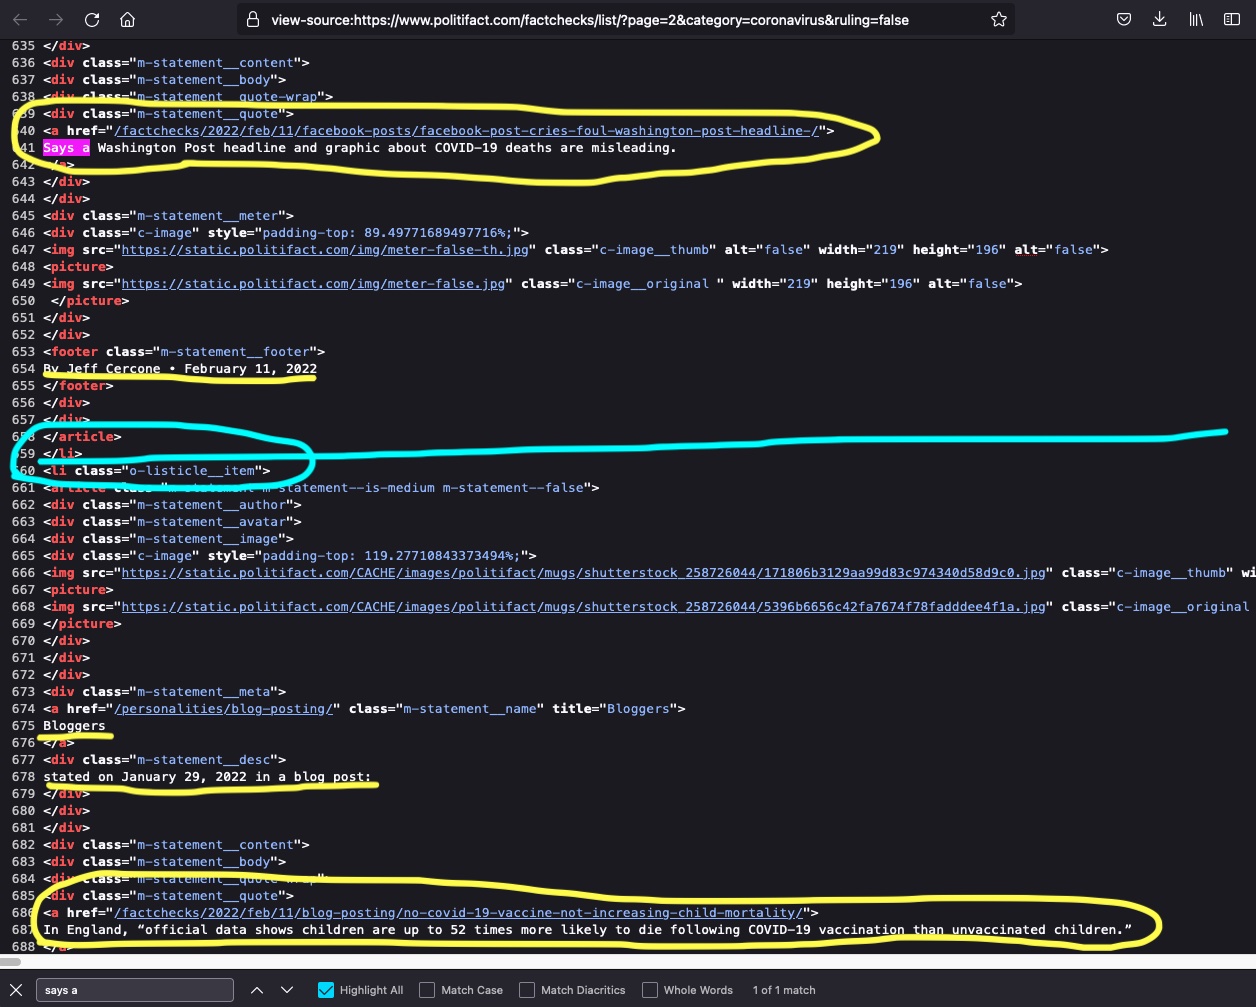 view-source:https://www.politifact.com/factchecks/list/?page=2&category=coronavirus&ruling=false
635 </div>
636 <div class="m-statement__content">
637 <div class="m-statement__body">
638 <div class="m-statement__quote-wrap">
639 <div class="m-statement__quote">
640 <a href="/factchecks/2022/feb/11/facebook-posts/facebook-post-cries-foul-washington-post-headline-/">
641 Says a Washington Post headline and graphic about COVID-19 deaths are misleading.
642 </a>
643 </div>
644 </div>
645 <div class="m-statement__meter">
646 <div class="c-image" style="padding-top: 89.49771689497716%;">
647 <img src="https://static.politifact.com/img/meter-false-th.jpg" class="c-image__thumb" alt="false" width="219" height="196" alt="false">
648 <picture>
649 <img src="https://static.politifact.com/img/meter-false.jpg" class="c-image__original " width="219" height="196" alt="false">
650 </picture>
651 </div>
652 </div>
653 <footer class="m-statement__footer">
654 By Jeff Cercone • February 11, 2022
655 </footer>
656 </div>
657 </div>
658 </article>
659 </li>
660 <li class="o-listicle__item">
661 <article class="m-statement m-statement--is-medium m-statement--false">
662 <div class="m-statement__author">
663 <div class="m-statement__avatar">
664 <div class="m-statement__image">
665 <div class="c-image" style="padding-top: 119.27710843373494%;">
666 <img src="https://static.politifact.com/CACHE/images/politifact/mugs/shutterstock_258726044/171806b3129aa99d83c974340d58d9c0.jpg" class="c-image__thumb" wi
667 <picture>
668 <img src="https://static.politifact.com/CACHE/images/politifact/mugs/shutterstock_258726044/5396b6656c42fa7674f78fadddee4f1a.jpg" class="c-image__original
669 </picture>
670 </div>
671 </div>
672 </div>
673 <div class="m-statement__meta">
674 <a href="/personalities/blog-posting/" class="m-statement__name" title="Bloggers">
675 Bloggers
676 </a>
677 <div class="m-statement__desc">
678 stated on January 29, 2022 in a blog post:
679 </div>
680 </div>
681 </div>
682 <div class="m-statement__content">
683 <div class="m-statement__body">
684 <div class="m-statement__quote-wrap">
685 <div class="m-statement__quote">
686 <a href="/factchecks/2022/feb/11/blog-posting/no-covid-19-vaccine-not-increasing-child-mortality/">
687 In England, “official data shows children are up to 52 times more likely to die following COVID-19 vaccination than unvaccinated children.”
688 </a>
says a Highlight All Match Case Match Diacritics Whole Words 1 of 1 match